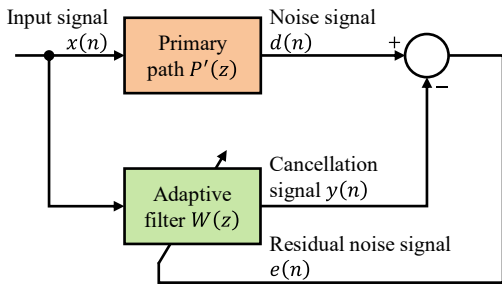 Input signal
x(n)
Primary
path P′(z)
Noise signal
d(n)
+
−
Adaptive
filter W(z)
Cancellation
signal y(n)
Residual noise signal
e(n)